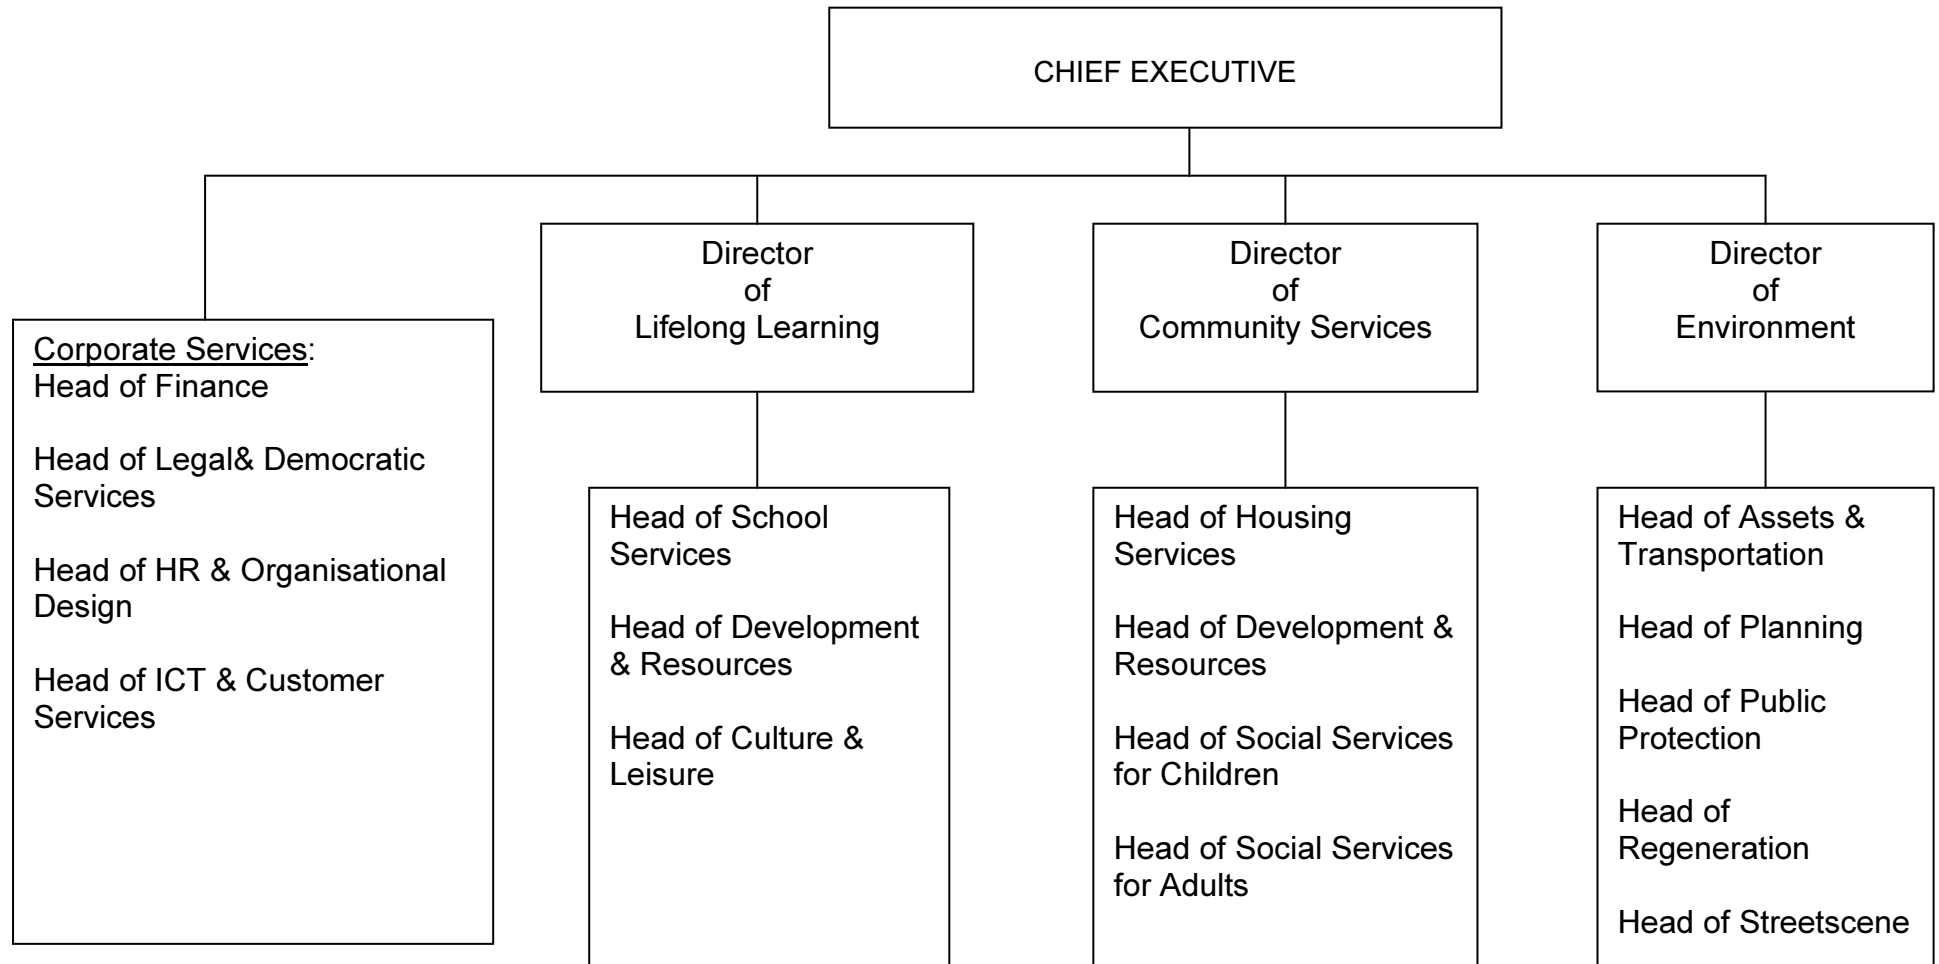 CHIEF EXECUTIVE
Corporate Services:
Head of Finance
Head of Legal& Democratic
Services
Head of HR & Organisational
Design
Head of ICT & Customer
Services
Director
of
Lifelong Learning
Head of School
Services
Head of Development
& Resources
Head of Culture &
Leisure
Director
of
Community Services
Head of Housing
Services
Head of Development &
Resources
Head of Social Services
for Children
Head of Social Services
for Adults
Director
of
Environment
Head of Assets &
Transportation
Head of Planning
Head of Public
Protection
Head of
Regeneration
Head of Streetscene